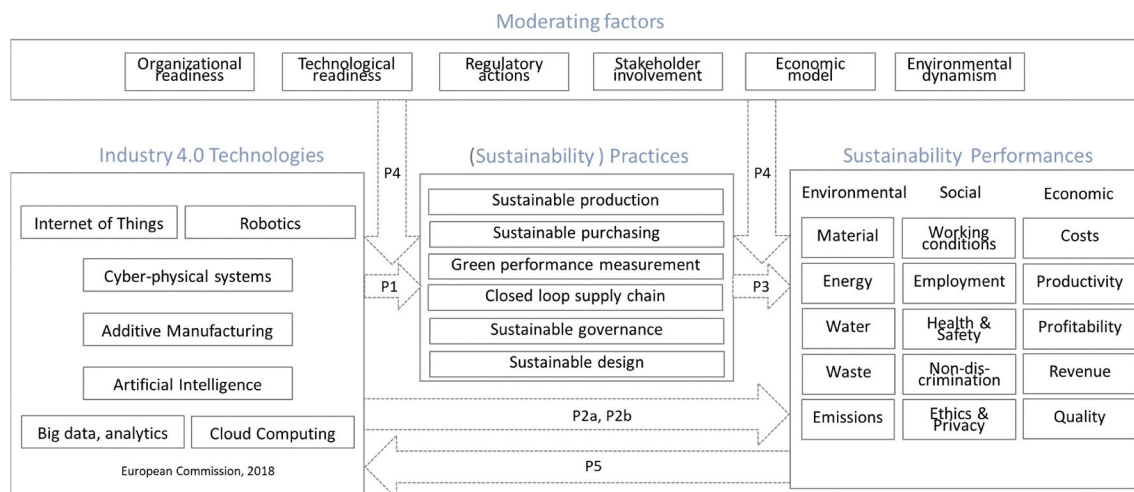 Moderating factors
Organizational
readiness
Technological
readiness
Regulatory
actions
Stakeholder
involvement
Economic
model
Environmental
dynamism
Industry 4.0 Technologies
Internet of Things
Robotics
Cyber-physical systems
Additive Manufacturing
Artificial Intelligence
Big data, analytics
Cloud Computing
European Commission, 2018
P4
P1
(Sustainability) Practices
Sustainable production
Sustainable purchasing
Green performance measurement
Closed loop supply chain
Sustainable governance
Sustainable design
P4
P3
P2a, P2b
P5
Sustainability Performances
Environmental
Social
Economic
Material
Working
conditions
Costs
Energy
Employment
Productivity
Water
Health &
Safety
Profitability
Waste
Non-dis-
crimination
Revenue
Emissions
Ethics &
Privacy
Quality